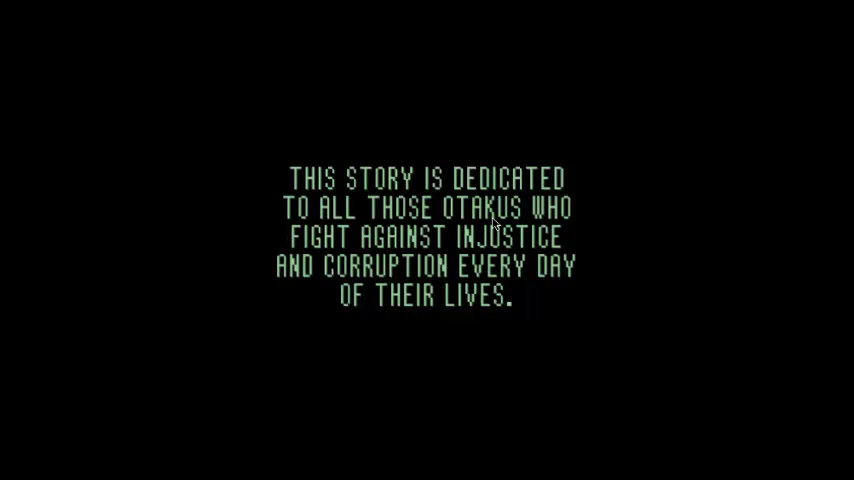 THIS STORY IS DEDICATED
TO ALL THOSE OTAKUS WHO
FIGHT AGAINST INJUSTICE
AND CORRUPTION EVERY DAY
OF THEIR LIVES.